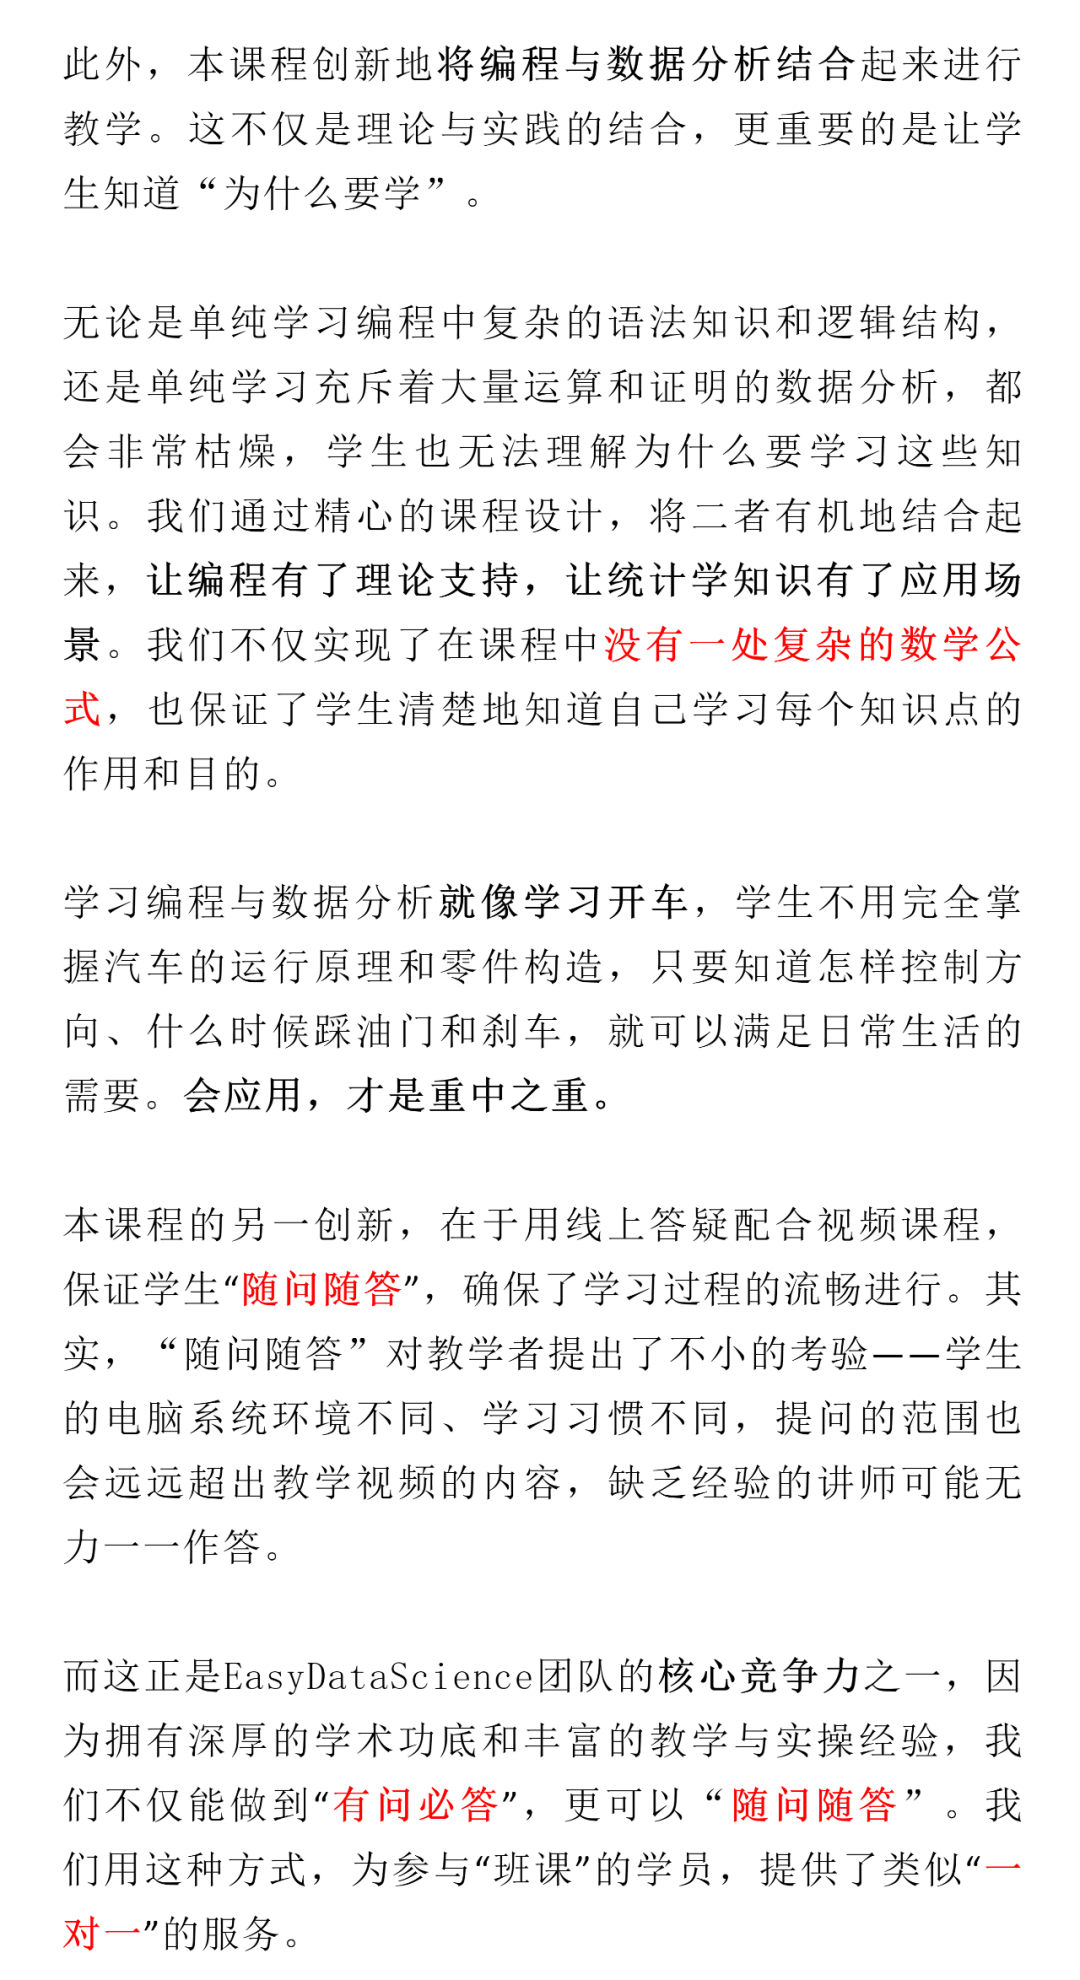 此外，本课程创新地将编程与数据分析结合起来进行
教学。这不仅是理论与实践的结合，更重要的是让学
生知道“为什么要学”。
无论是单纯学习编程中复杂的语法知识和逻辑结构，
还是单纯学习充斥着大量运算和证明的数据分析，都
会非常枯燥，学生也无法理解为什么要学习这些知
识。我们通过精心的课程设计，将二者有机地结合起
来，让编程有了理论支持，让统计学知识有了应用场
景。我们不仅实现了在课程中没有一处复杂的数学公
式，也保证了学生清楚地知道自己学习每个知识点的
作用和目的。
学习编程与数据分析就像学习开车，学生不用完全掌
握汽车的运行原理和零件构造，只要知道怎样控制方
向、什么时候踩油门和刹车，就可以满足日常生活的
需要。会应用，才是重中之重。
本课程的另一创新，在于用线上答疑配合视频课程，
保证学生“随问随答”，确保了学习过程的流畅进行。其
实，“随问随答”对教学者提出了不小的考验——学生
的电脑系统环境不同、学习习惯不同，提问的范围也
会远远超出教学视频的内容，缺乏经验的讲师可能无
力一一作答。
而这正是EasyDataScience团队的核心竞争力之一，因
为拥有深厚的学术功底和丰富的教学与实操经验，我
们不仅能做到“有问必答”，更可以“随问随答”。我
们用这种方式，为参与“班课”的学员，提供了类似“一
对一”的服务。